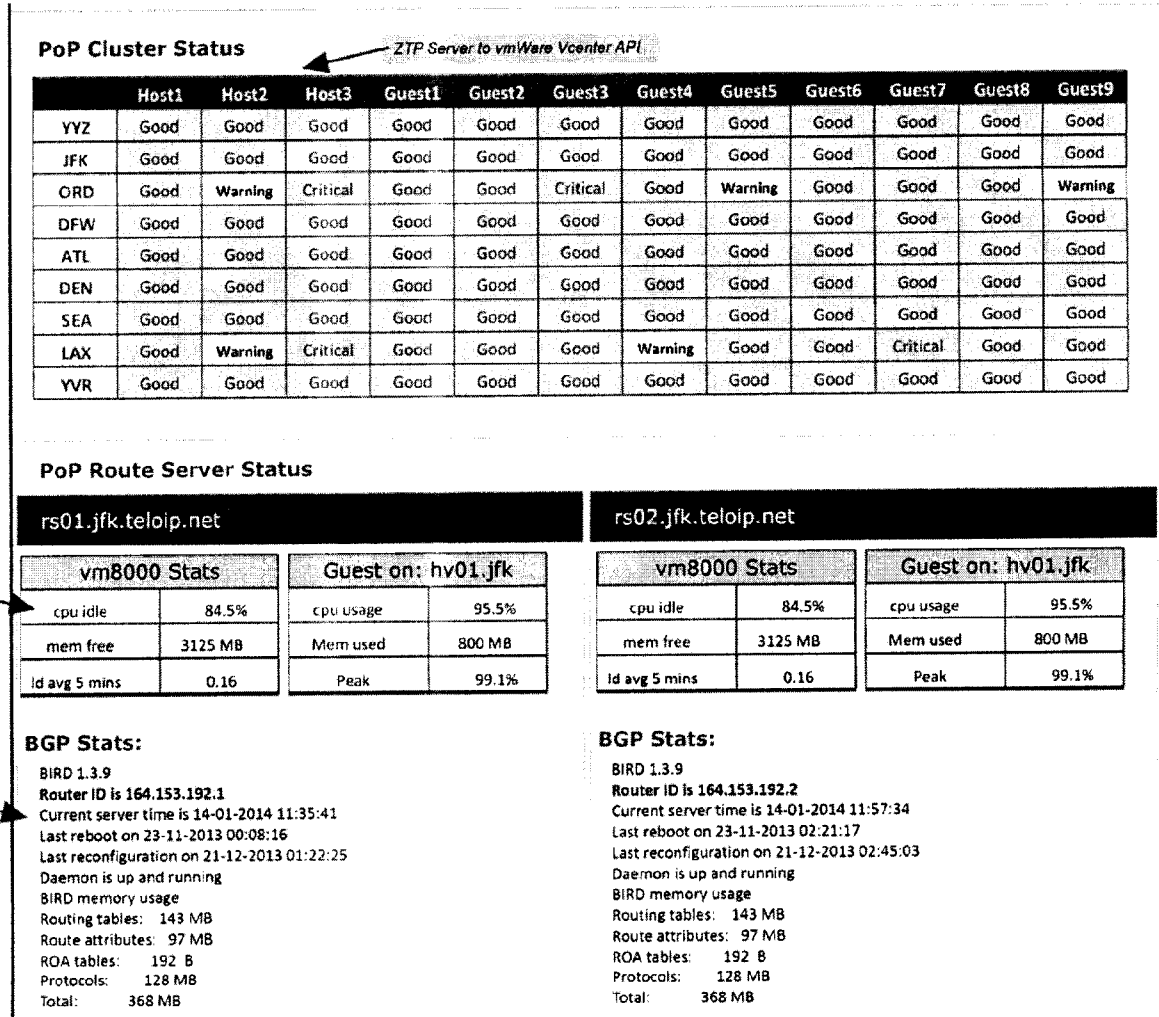 PoP Cluster Status
ZTP Server to vmWare Vcenter API
Host1 Host2 Host3 Guest1 Guest2 Guest3 Guest4 Guest5 Guest6 Guest7 Guest8 Guest9
YYZ Good Good Good Good Good Good Good Good Good Good Good Good
JFK Good Good Good Good Good Good Good Good Good Good Good Good
ORD Good Warning Critical Good Good Critical Good Warning Good Good Good Warning
DFW Good Good Good Good Good Good Good Good Good Good Good Good
ATL Good Good Good Good Good Good Good Good Good Good Good Good
DEN Good Good Good Good Good Good Good Good Good Good Good Good
SEA Good Good Good Good Good Good Good Good Good Good Good Good
LAX Good Warning Critical Good Good Good Warning Good Good Critical Good Good
YVR Good Good Good Good Good Good Good Good Good Good Good Good
PoP Route Server Status
rs01.jfk.teloip.net
vm8000 Stats
cpu idle 84.5%
mem free 3125 MB
ld avg 5 mins 0.16
Guest on: hv01.jfk
cpu usage 95.5%
Mem used 800 MB
Peak 99.1%
BGP Stats:
BIRD 1.3.9
Router ID is 164.153.192.1
Current server time is 14-01-2014 11:35:41
Last reboot on 23-11-2013 00:08:16
Last reconfiguration on 21-12-2013 01:22:25
Daemon is up and running
BIRD memory usage
Routing tables: 143 MB
Route attributes: 97 MB
ROA tables: 192 B
Protocols: 128 MB
Total: 368 MB
rs02.jfk.teloip.net
vm8000 Stats
cpu idle 84.5%
mem free 3125 MB
ld avg 5 mins 0.16
Guest on: hv01.jfk
cpu usage 95.5%
Mem used 800 MB
Peak 99.1%
BGP Stats:
BIRD 1.3.9
Router ID is 164.153.192.2
Current server time is 14-01-2014 11:57:34
Last reboot on 23-11-2013 02:21:17
Last reconfiguration on 21-12-2013 02:45:03
Daemon is up and running
BIRD memory usage
Routing tables: 143 MB
Route attributes: 97 MB
ROA tables: 192 B
Protocols: 128 MB
Total: 368 MB